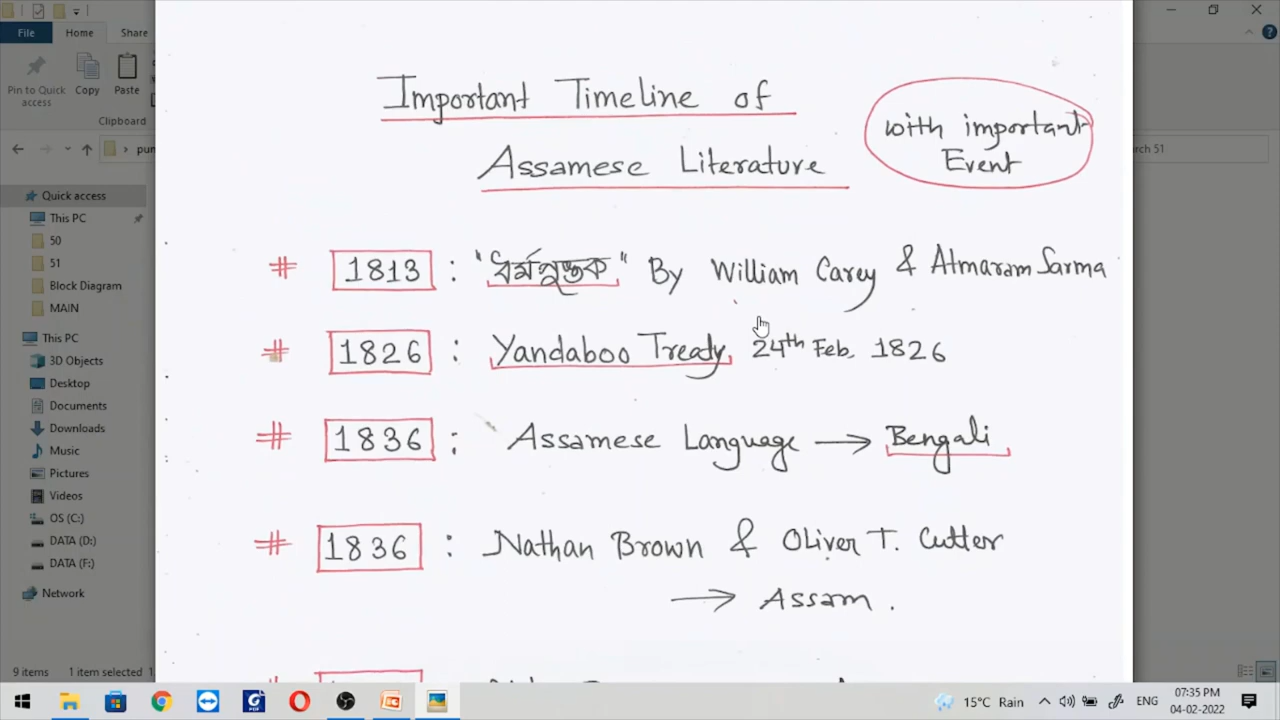 File
Home
Share
Pin to Quick access
Copy
Paste
Clipboard
pun
arch 51
Quick access
This PC
50
51
Block Diagram
MAIN
This PC
3D Objects
Desktop
Documents
Downloads
Music
Pictures
Videos
OS (C:)
DATA (D:)
DATA (F:)
Network
9 items 1 item selected 1
Important Timeline of
Assamese Literature
with important
Event
# 1813 : "ধৰ্মপুস্তক" By William Carey & Atmaram Sarma
# 1826 : Yandaboo Treaty 24th Feb. 1826
# 1836 : Assamese Language → Bengali
# 1836 : Nathan Brown & Oliver T. Cutter
→ Assam.
15°C Rain
ENG
07:35 PM
04-02-2022